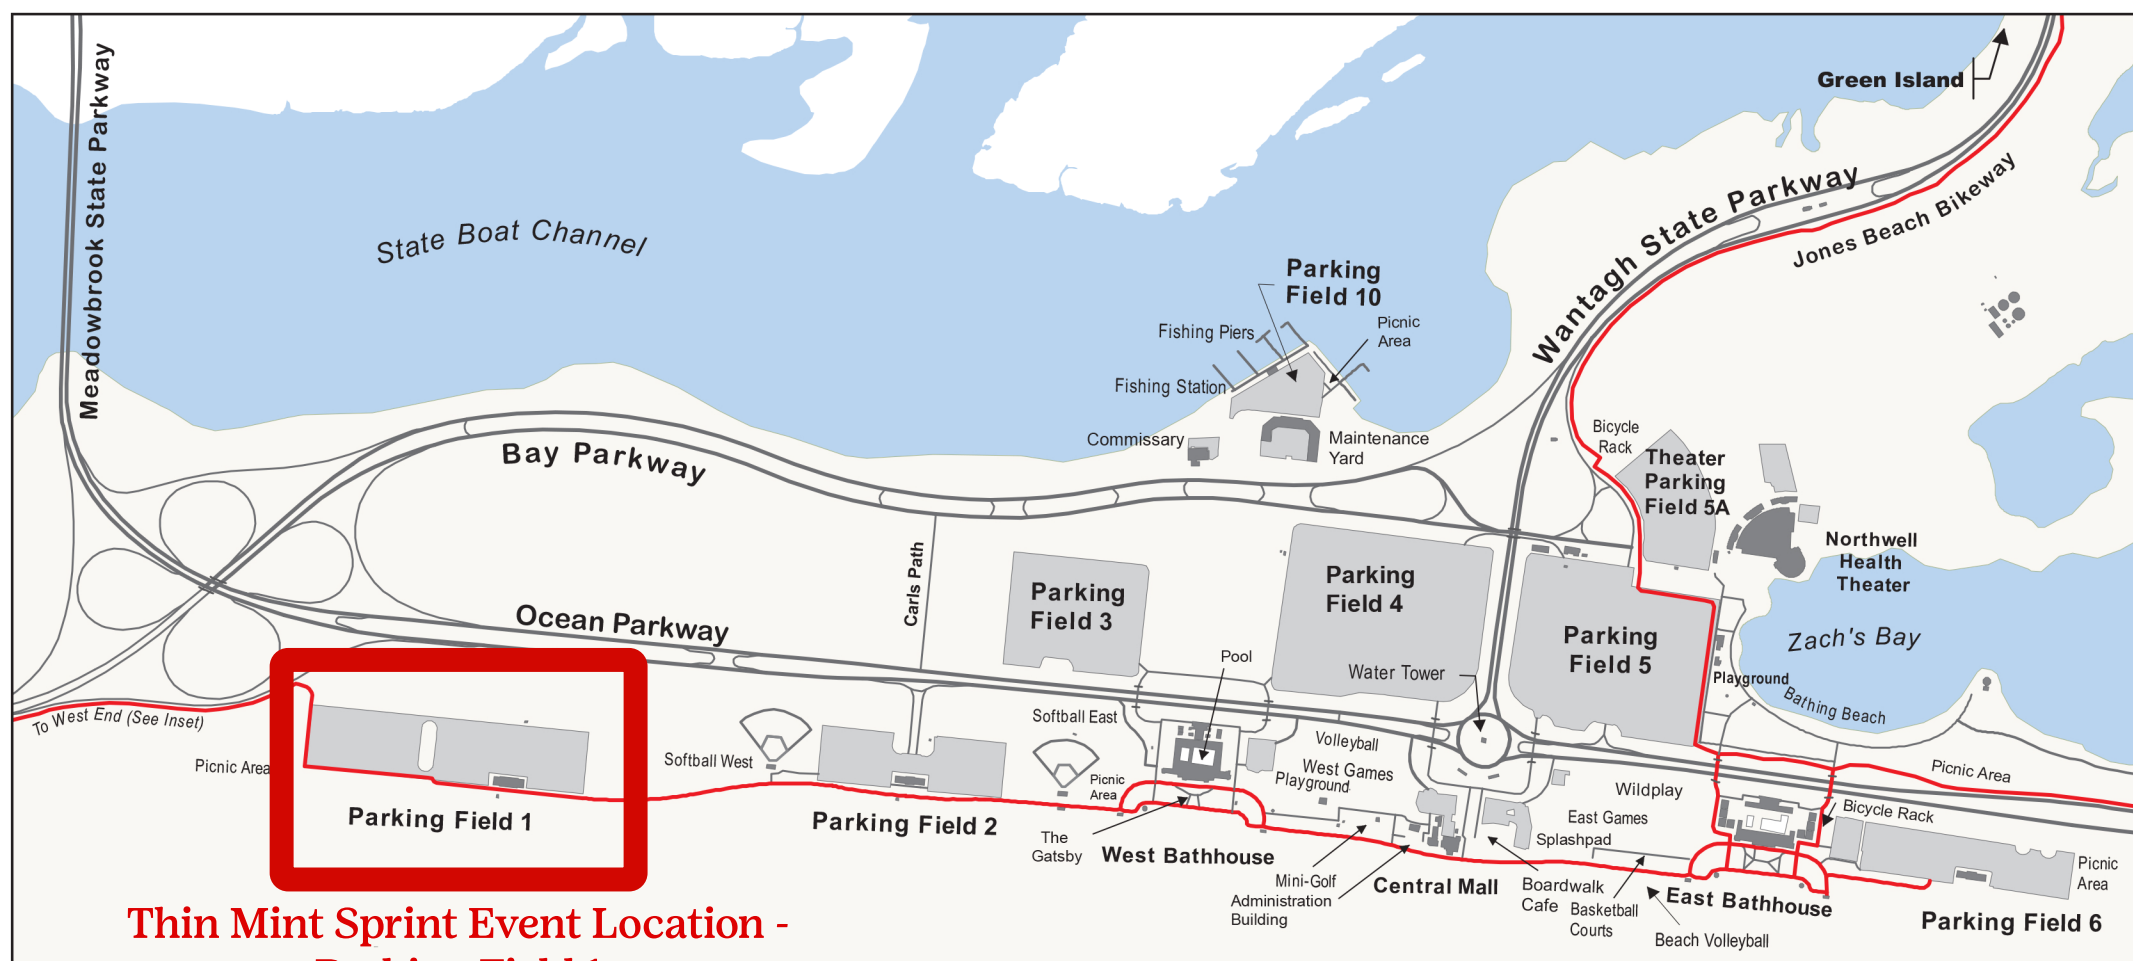 Green Island
Meadowbrook State Parkway
Wantagh State Parkway
Jones Beach Bikeway
State Boat Channel
Parking
Field 10
Fishing Piers
Picnic
Area
Fishing Station
Commissary
Maintenance
Yard
Bicycle
Rack
Theater
Parking
Field 5A
Bay Parkway
Northwell
Health
Theater
Carls Path
Parking
Field 3
Parking
Field 4
Ocean Parkway
Parking
Field 5
Zach's Bay
Pool
Water Tower
Playground
Bathing Beach
To West End (See Inset)
Softball East
Volleyball
Softball West
Picnic Area
West Games
Playground
Picnic
Area
Picnic Area
Wildplay
Bicycle Rack
East Games
Parking Field 1
Parking Field 2
The
Gatsby
West Bathhouse
Splashpad
Mini-Golf
Central Mall
Administration
Building
Boardwalk
Cafe
Basketball
Courts
East Bathhouse
Beach Volleyball
Picnic
Area
Parking Field 6
Thin Mint Sprint Event Location -